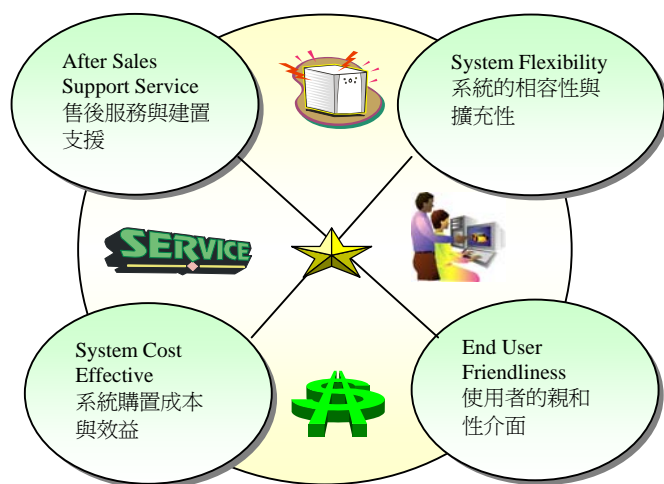 After Sales
Support Service
售後服務與建置
支援
System Flexibility
系統的相容性與
擴充性
SERVICE
System Cost
Effective
系統購置成本
與效益
End User
Friendliness
使用者的親和
性介面